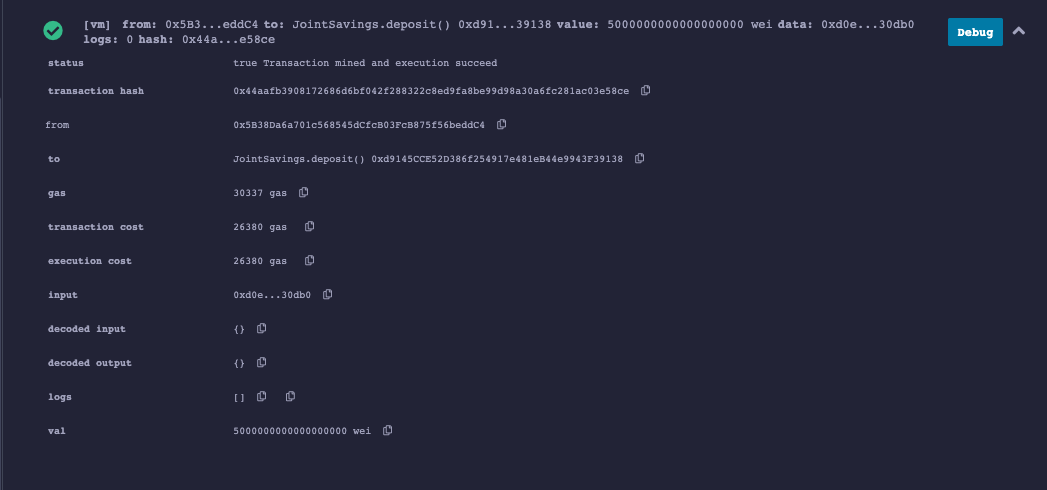 [vm] from: 0x5B3...eddC4 to: JointSavings.deposit() 0xd91...39138 value: 5000000000000000000 wei data: 0xd0e...30db0
logs: 0 hash: 0x44a...e58ce
Debug
status true Transaction mined and execution succeed
transaction hash 0x44aafb3908172686d6bf042f288322c8ed9fa8be99d98a30a6fc281ac03e58ce
from 0x5B38Da6a701c568545dCfcB03FcB875f56beddC4
to JointSavings.deposit() 0xd9145CCE52D386f254917e481eB44e9943F39138
gas 30337 gas
transaction cost 26380 gas
execution cost 26380 gas
input 0xd0e...30db0
decoded input {}
decoded output {}
logs []
val 5000000000000000000 wei